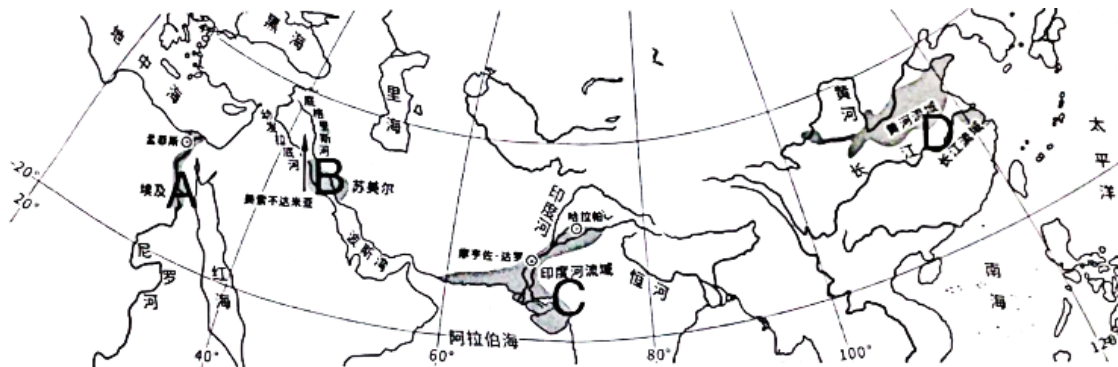 地中海
黑海
里海
孟菲斯
埃及
A
尼罗河
红海
幼发拉底河
底格里斯河
B
苏美尔
美索不达米亚
波斯湾
印度河
哈拉帕
摩亨佐·达罗
印度河流域
C
恒河
阿拉伯海
黄河
黄河流域
D
长江
长江流域
太平洋
南海
20°
20°
40°
60°
80°
100°
120°